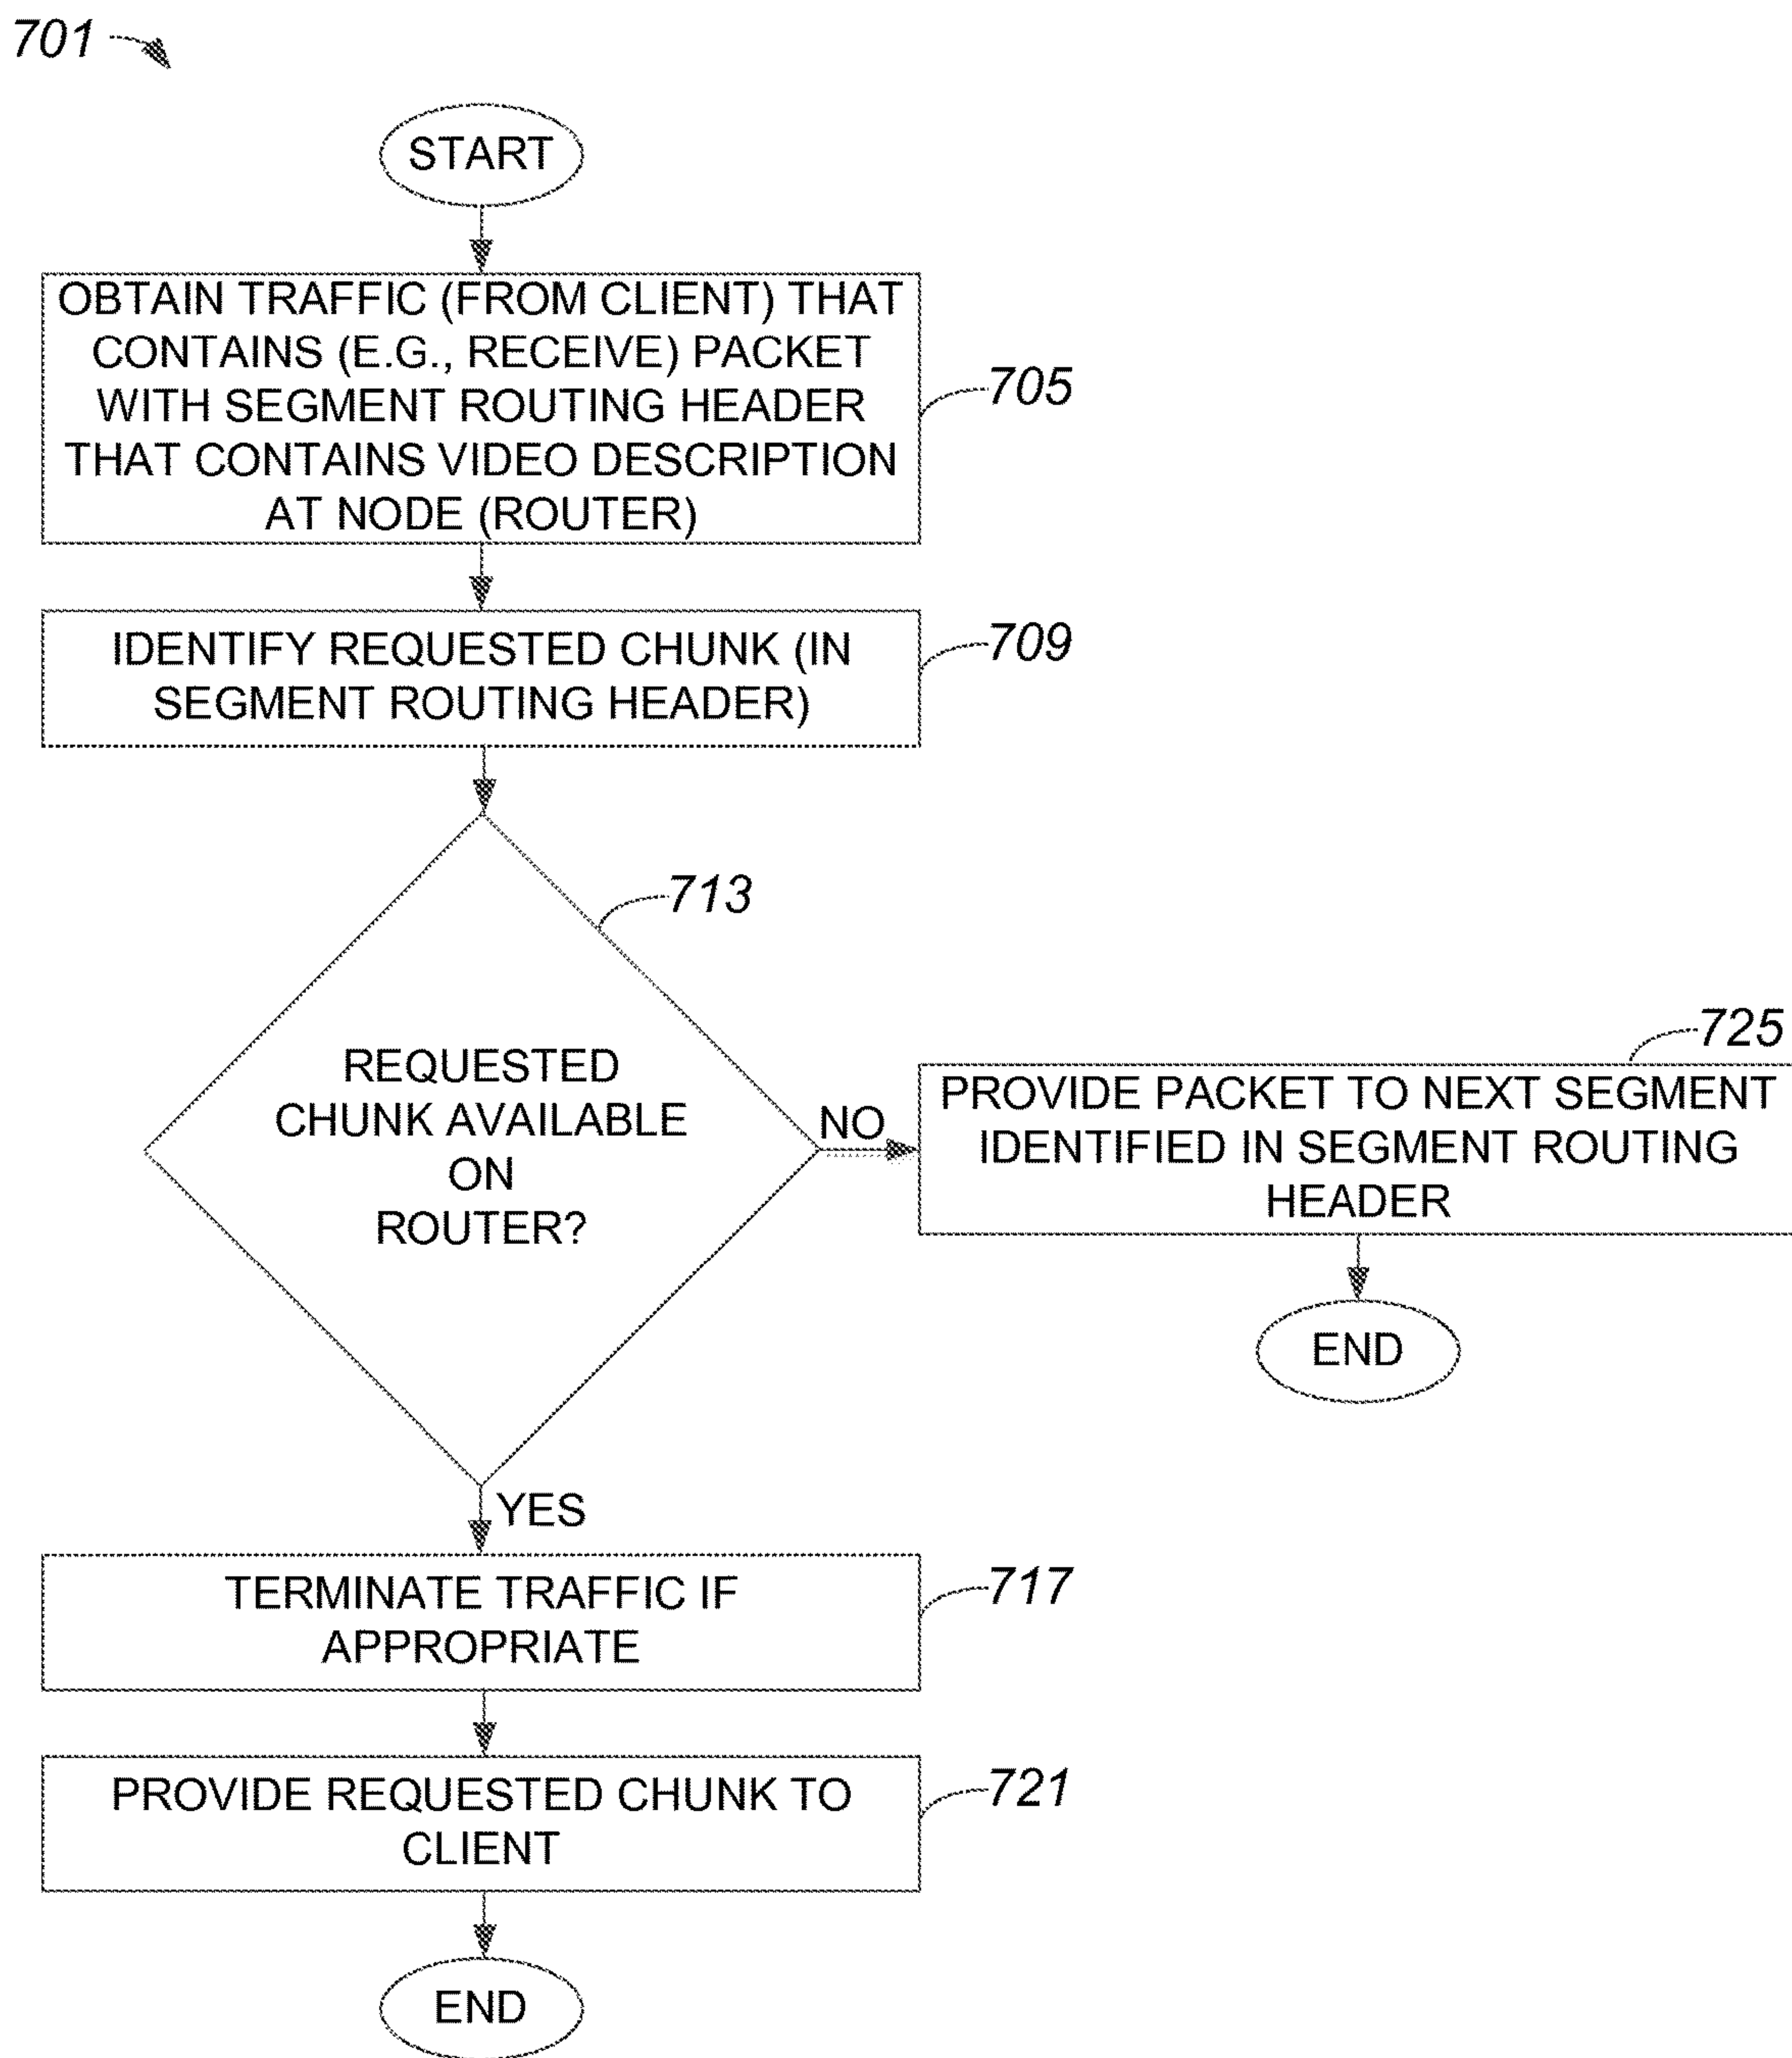 701
START
OBTAIN TRAFFIC (FROM CLIENT) THAT
CONTAINS (E.G., RECEIVE) PACKET
WITH SEGMENT ROUTING HEADER
THAT CONTAINS VIDEO DESCRIPTION
AT NODE (ROUTER)
705
IDENTIFY REQUESTED CHUNK (IN
SEGMENT ROUTING HEADER)
709
713
REQUESTED
CHUNK AVAILABLE
ON
ROUTER?
NO
725
PROVIDE PACKET TO NEXT SEGMENT
IDENTIFIED IN SEGMENT ROUTING
HEADER
END
YES
TERMINATE TRAFFIC IF
APPROPRIATE
717
PROVIDE REQUESTED CHUNK TO
CLIENT
721
END